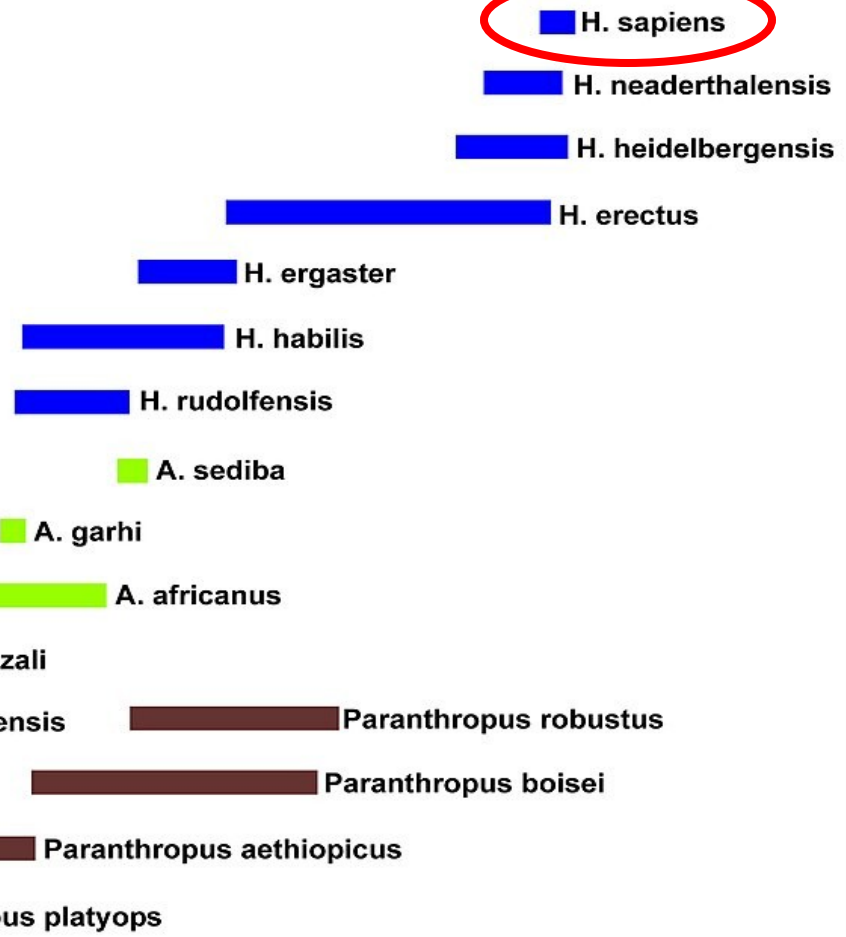 H. sapiens
H. neaderthalensis
H. heidelbergensis
H. erectus
H. ergaster
H. habilis
H. rudolfensis
A. sediba
A. garhi
A. africanus
zali
ensis
Paranthropus robustus
Paranthropus boisei
Paranthropus aethiopicus
us platyops